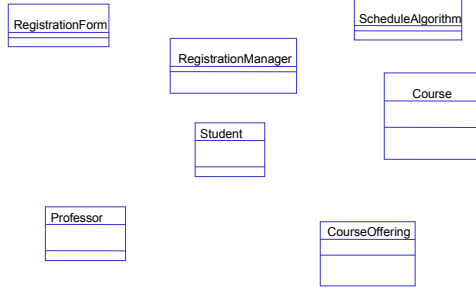 RegistrationForm
ScheduleAlgorithm
RegistrationManager
Course
Student
Professor
CourseOffering